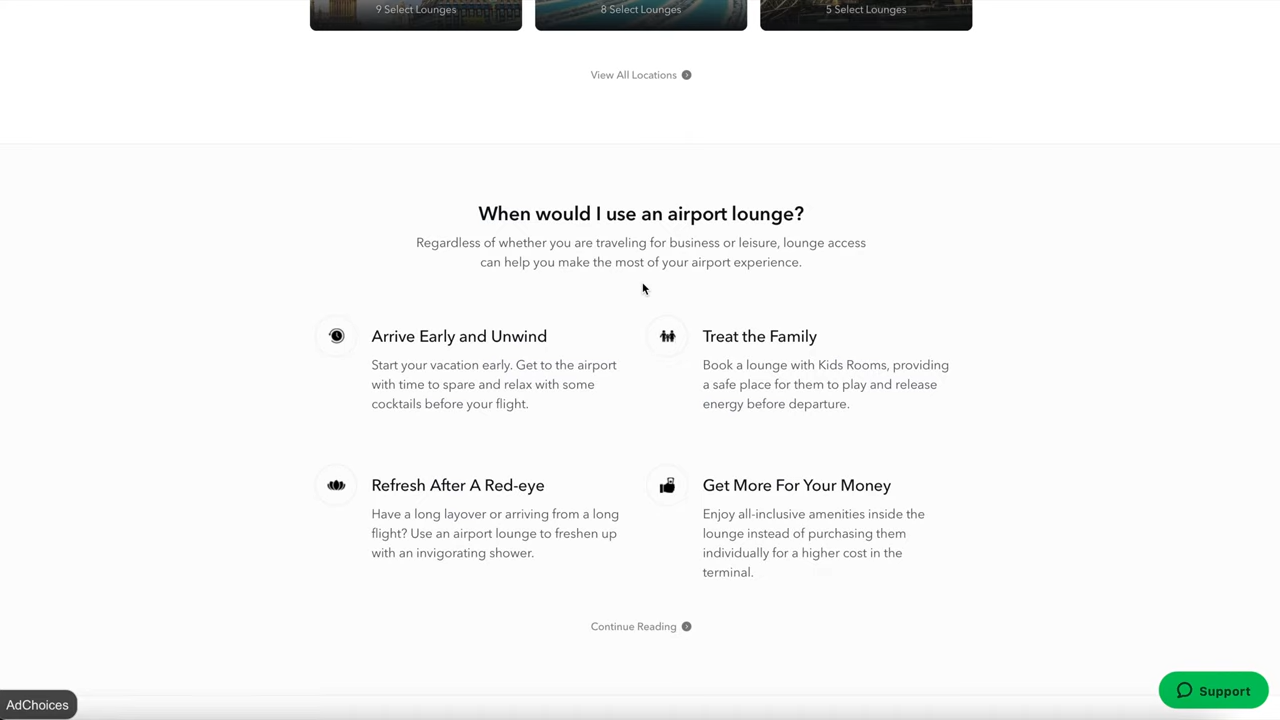 9 Select Lounges
8 Select Lounges
5 Select Lounges
View All Locations
When would I use an airport lounge?
Regardless of whether you are traveling for business or leisure, lounge access
can help you make the most of your airport experience.
Arrive Early and Unwind
Start your vacation early. Get to the airport
with time to spare and relax with some
cocktails before your flight.
Treat the Family
Book a lounge with Kids Rooms, providing
a safe place for them to play and release
energy before departure.
Refresh After A Red-eye
Have a long layover or arriving from a long
flight? Use an airport lounge to freshen up
with an invigorating shower.
Get More For Your Money
Enjoy all-inclusive amenities inside the
lounge instead of purchasing them
individually for a higher cost in the
terminal.
Continue Reading
AdChoices
Support